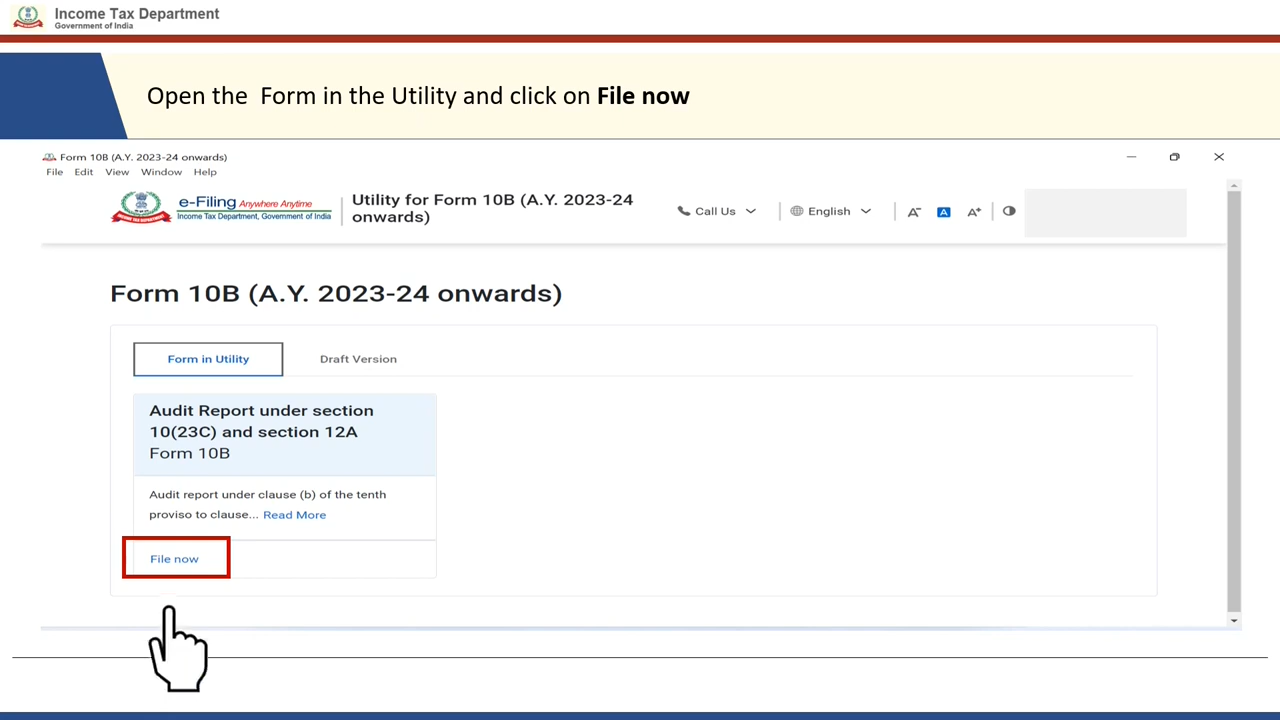 Income Tax Department
Government of India
Open the  Form in the Utility and click on File now
Form 10B (A.Y. 2023-24 onwards)
File Edit View Window Help
e-Filing Anywhere Anytime
Income Tax Department, Government of India
Utility for Form 10B (A.Y. 2023-24
onwards)
Call Us
English
A-
A
A+
Form 10B (A.Y. 2023-24 onwards)
Form in Utility
Draft Version
Audit Report under section
10(23C) and section 12A
Form 10B
Audit report under clause (b) of the tenth
proviso to clause... Read More
File now